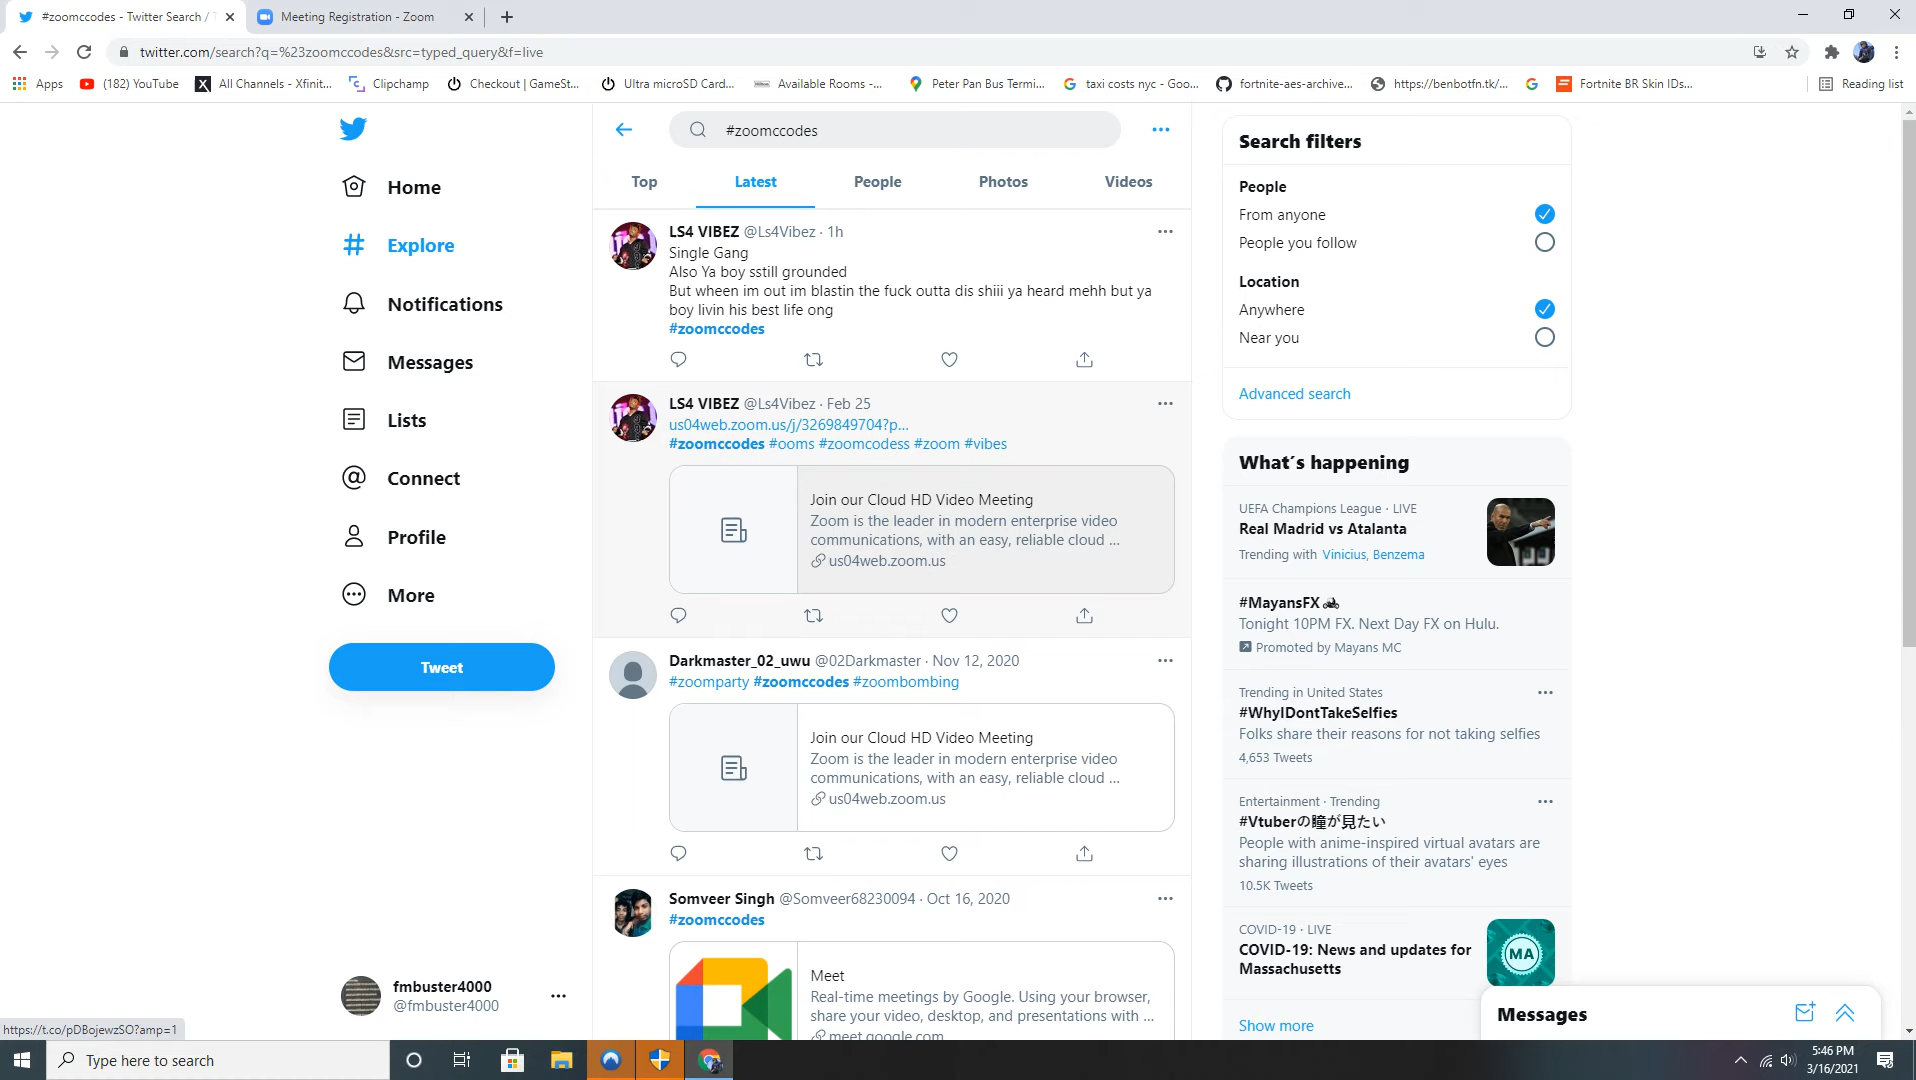 #zoomccodes - Twitter Search / T
Meeting Registration - Zoom
twitter.com/search?q=%23zoomccodes&src=typed_query&f=live
Apps
(182) YouTube
All Channels - Xfinit...
Clipchamp
Checkout | GameSt...
Ultra microSD Card...
Available Rooms -...
Peter Pan Bus Termi...
taxi costs nyc - Goo...
fortnite-aes-archive...
https://benbotfn.tk/...
Fortnite BR Skin IDs...
Reading list
Home
Explore
Notifications
Messages
Lists
Connect
Profile
More
Tweet
fmbuster4000
@fmbuster4000
https://t.co/pDBojewzSO?amp=1
#zoomccodes
Top
Latest
People
Photos
Videos
LS4 VIBEZ @Ls4Vibez · 1h
Single Gang
Also Ya boy sstill grounded
But wheen im out im blastin the fuck outta dis shiii ya heard mehh but ya
boy livin his best life ong
#zoomccodes
LS4 VIBEZ @Ls4Vibez · Feb 25
us04web.zoom.us/j/3269849704?p...
#zoomccodes #ooms #zoomcodess #zoom #vibes
Join our Cloud HD Video Meeting
Zoom is the leader in modern enterprise video
communications, with an easy, reliable cloud ...
us04web.zoom.us
Darkmaster_02_uwu @02Darkmaster · Nov 12, 2020
#zoomparty #zoomccodes #zoombombing
Join our Cloud HD Video Meeting
Zoom is the leader in modern enterprise video
communications, with an easy, reliable cloud ...
us04web.zoom.us
Somveer Singh @Somveer68230094 · Oct 16, 2020
#zoomccodes
Meet
Real-time meetings by Google. Using your browser,
share your video, desktop, and presentations with ...
meet.google.com
Search filters
People
From anyone
People you follow
Location
Anywhere
Near you
Advanced search
What's happening
UEFA Champions League · LIVE
Real Madrid vs Atalanta
Trending with Vinicius, Benzema
#MayansFX
Tonight 10PM FX. Next Day FX on Hulu.
Promoted by Mayans MC
Trending in United States
#WhyIDontTakeSelfies
Folks share their reasons for not taking selfies
4,653 Tweets
Entertainment · Trending
#Vtuberの瞳が見たい
People with anime-inspired virtual avatars are
sharing illustrations of their avatars' eyes
10.5K Tweets
COVID-19 · LIVE
COVID-19: News and updates for
Massachusetts
MA
Show more
Messages
Type here to search
5:46 PM
3/16/2021